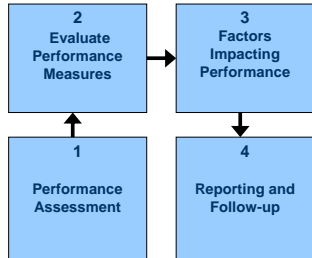 2
Evaluate
Performance
Measures
3
Factors
Impacting
Performance
1
Performance
Assessment
4
Reporting and
Follow-up